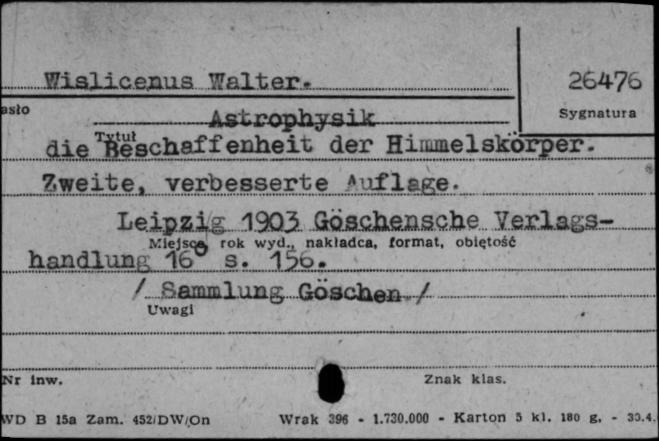 Wislicenus Walter. 26476
asło Sygnatura
Astrophysik
Tytuł
die Beschaffenheit der Himmelskörper.
Zweite, verbesserte Auflage.
Leipzig 1903 Göschensche Verlags-
Miejsce, rok wyd., nakładca, format, obiętość
handlung 16° s. 156.
/ Sammlung Göschen /
Uwagi
Nr inw. Znak klas.
WD B 15a Zam. 452/DW/On Wrak 396 - 1.730.000 - Karton 5 kl. 180 g. - 30.4.